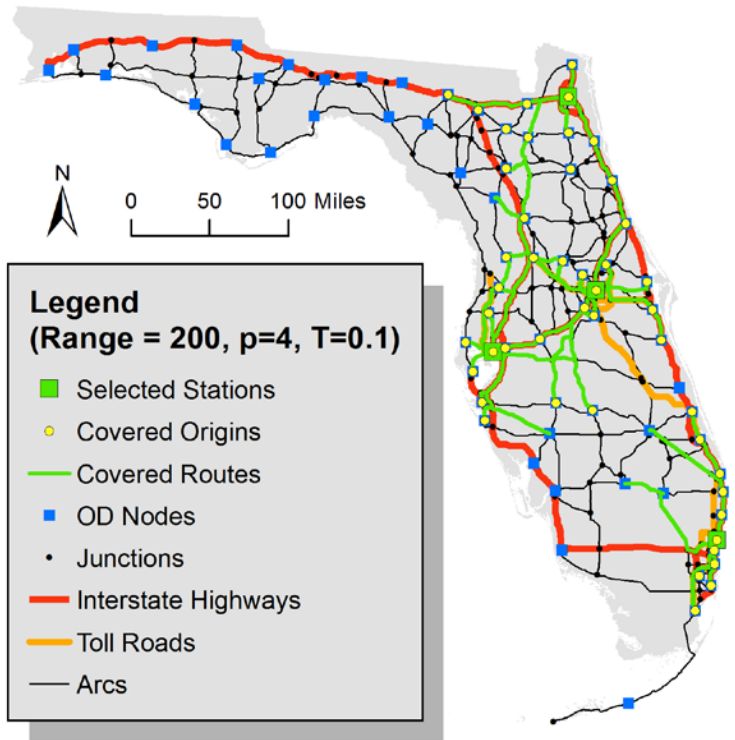 N
0 50 100 Miles
Legend
(Range = 200, p=4, T=0.1)
Selected Stations
Covered Origins
Covered Routes
OD Nodes
Junctions
Interstate Highways
Toll Roads
Arcs